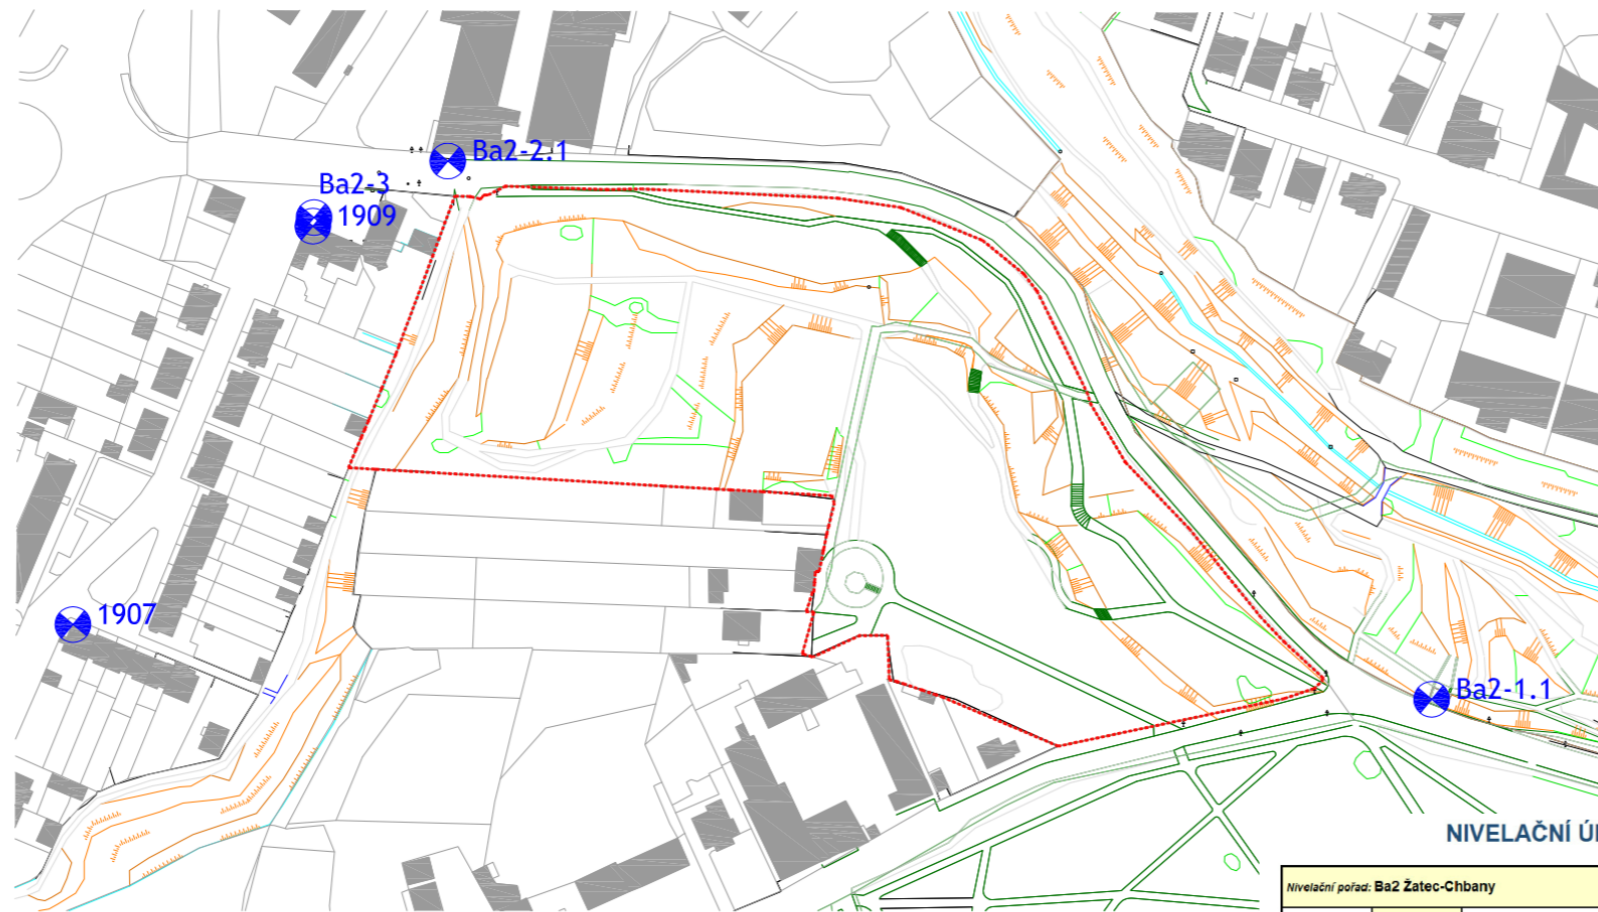 Ba2-2.1
Ba2-3
1909
1907
Ba2-1.1
NIVELAČNÍ
Nivelační pořad: Ba2 Žatec-Chbany